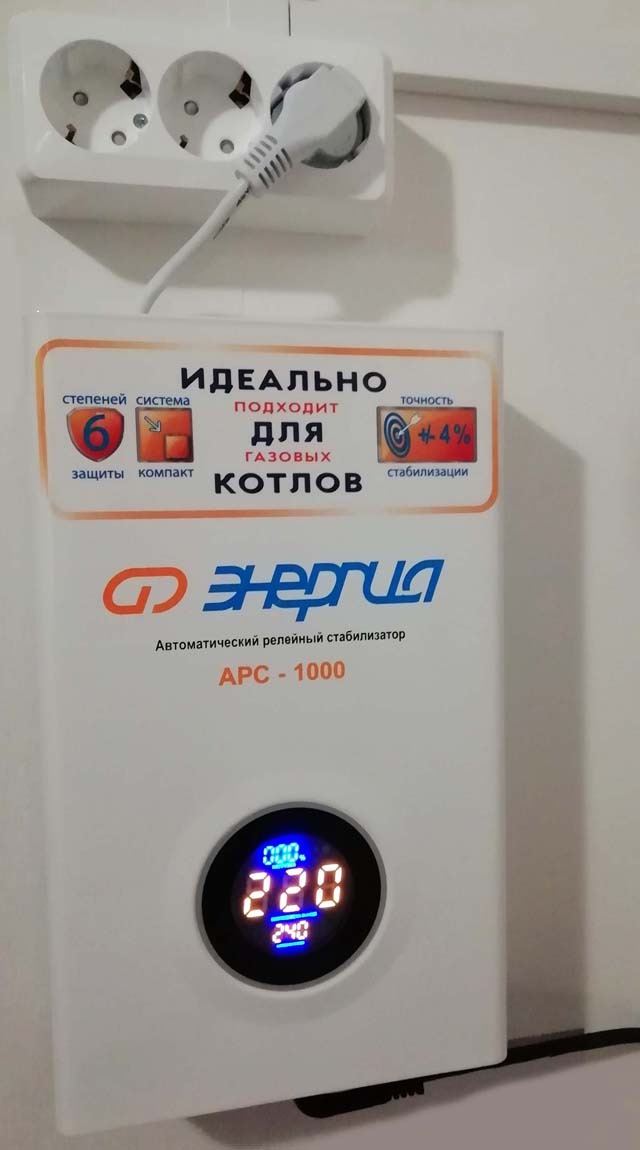 ИДЕАЛЬНО
степеней
6
защиты
система
компакт
ПОДХОДИТ
ДЛЯ
ГАЗОВЫХ
КОТЛОВ
точность
+/- 4%
стабилизации
ЭНЕРГИЯ
Автоматический релейный стабилизатор
АРС - 1000
000%
220
240